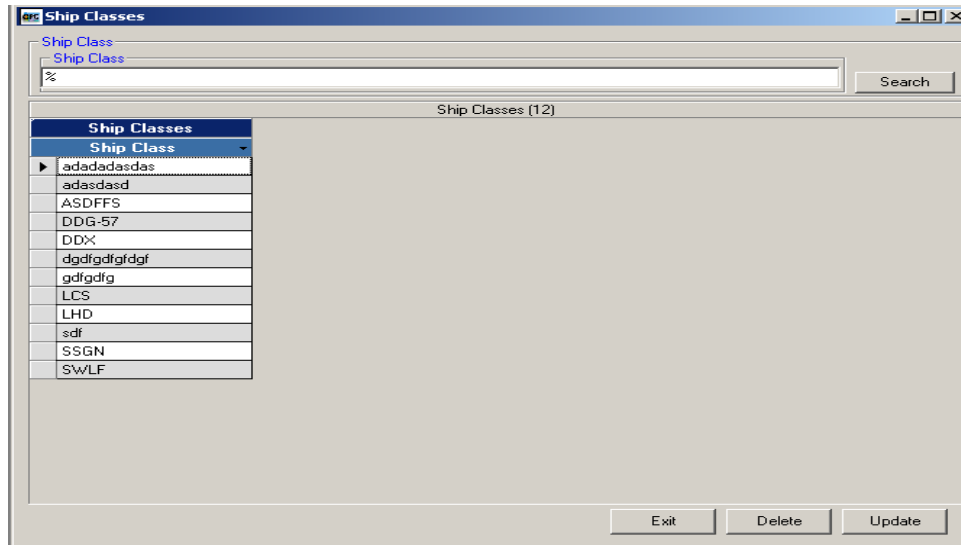 Ship Classes
Ship Class
Ship Class
%
Search
Ship Classes (12)
Ship Classes
Ship Class
adadadasdas
adasdasd
ASDFFS
DDG-57
DDX
dgdfgdfgfdgf
gdfgdfg
LCS
LHD
sdf
SSGN
SWLF
Exit Delete Update